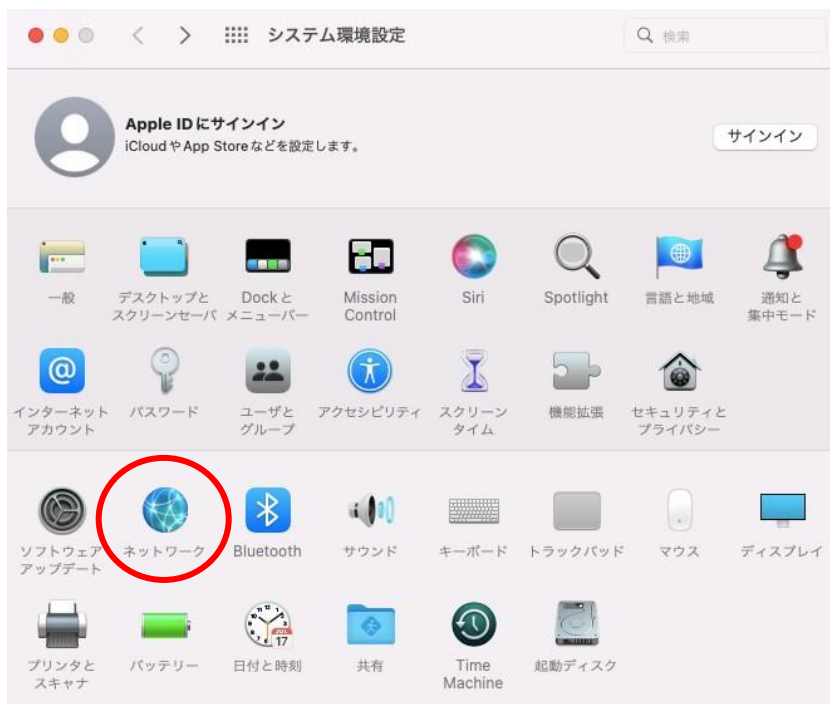 システム環境設定
検索
Apple IDにサインイン
iCloudやApp Storeなどを設定します。
サインイン
一般
デスクトップと
スクリーンセーバ
Dockと
メニューバー
Mission
Control
Siri
Spotlight
言語と地域
通知と
集中モード
インターネット
アカウント
パスワード
ユーザと
グループ
アクセシビリティ
スクリーン
タイム
機能拡張
セキュリティと
プライバシー
ソフトウェア
アップデート
ネットワーク
Bluetooth
サウンド
キーボード
トラックパッド
マウス
ディスプレイ
プリンタと
スキャナ
バッテリー
日付と時刻
JUL
17
共有
Time
Machine
起動ディスク